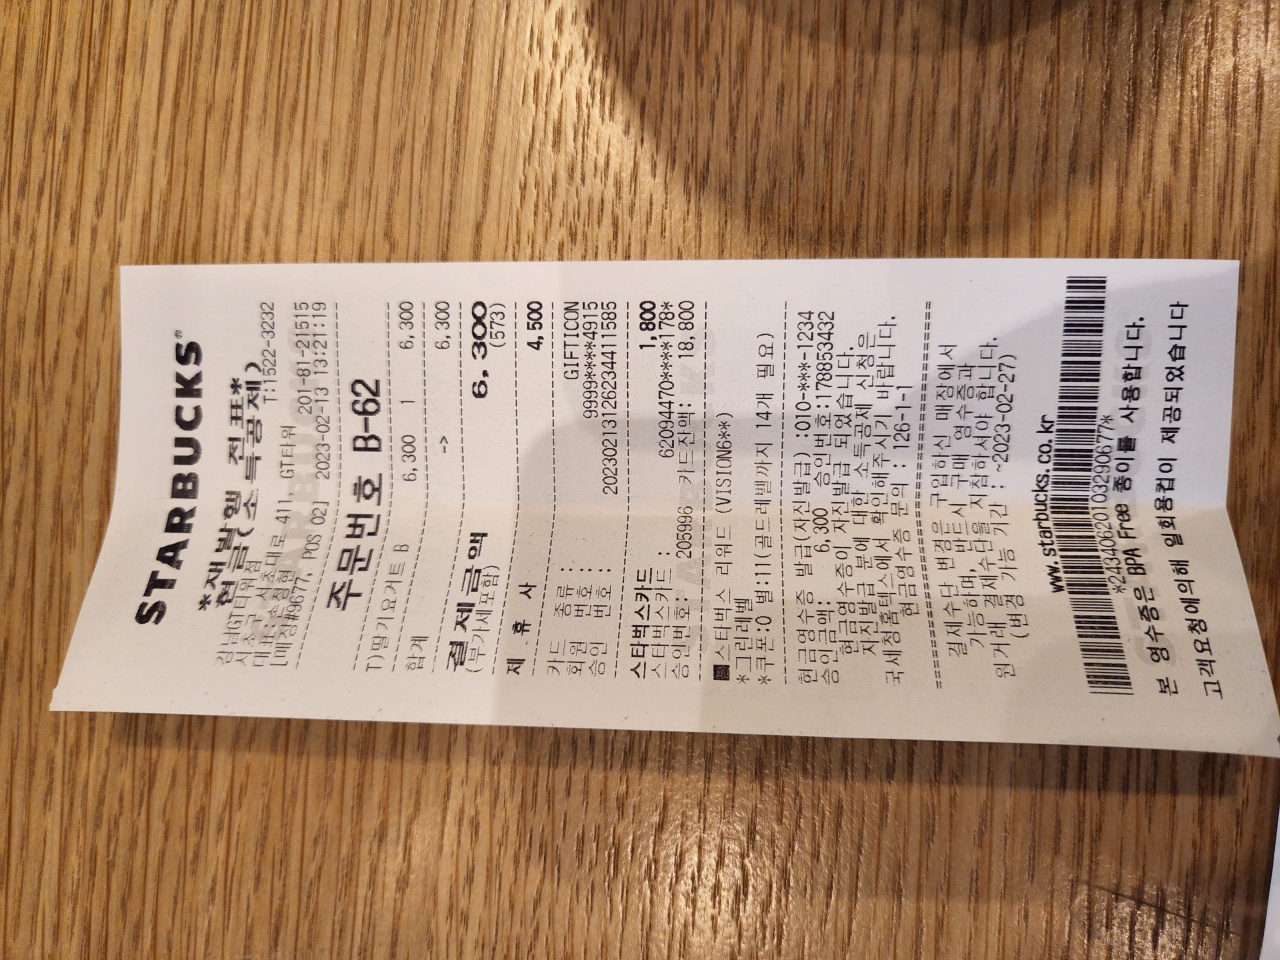 STARBUCKS®
*재발행 전표*
현금(소득공제)
강남GT타워점 T:1522-3232
서초구 서초대로 411, GT타워
대표:손정현 201-81-21515
[매장#9677, POS 02] 2023-02-13 13:21:19
주문번호 B-62
T)딸기요거트B 6,300 1 6,300
합계 -> 6,300
결제금액 6,300
(부가세포함) (573)
제 휴 사 4,500
카드 종류: GIFTICON
회원 번호: 9999****4915
승인 번호: 20230213126234411585
스타벅스카드 1,800
스타벅스카드: 62094470****178*
승인번호: 205996 카드잔액: 18,800
스타벅스 리워드 (VISION6**)
*그린레벨
*쿠폰:0 별:11(골드레벨까지 14개 필요)
현금영수증 발급(자진발급):010-***-1234
승인금액: 6,300 승인번호:178853432
현금영수증이 자진발급 되었습니다.
자진발급 분에 대한 소득공제 신청은
국세청홈택스에서 확인해주시기 바랍니다.
현금영수증 문의 : 126-1-1
결제수단 변경은 구입하신 매장에서
가능하며, 반드시 구매 영수증과
원거래 결제수단을 지참하셔야 합니다.
(변경 가능 기간 : ~2023-02-27)
www.starbucks.co.kr
*24394062010329067​7*
본 영수증은 BPA Free 종이를 사용합니다.
고객요청에의해 일회용컵이 제공되었습니다